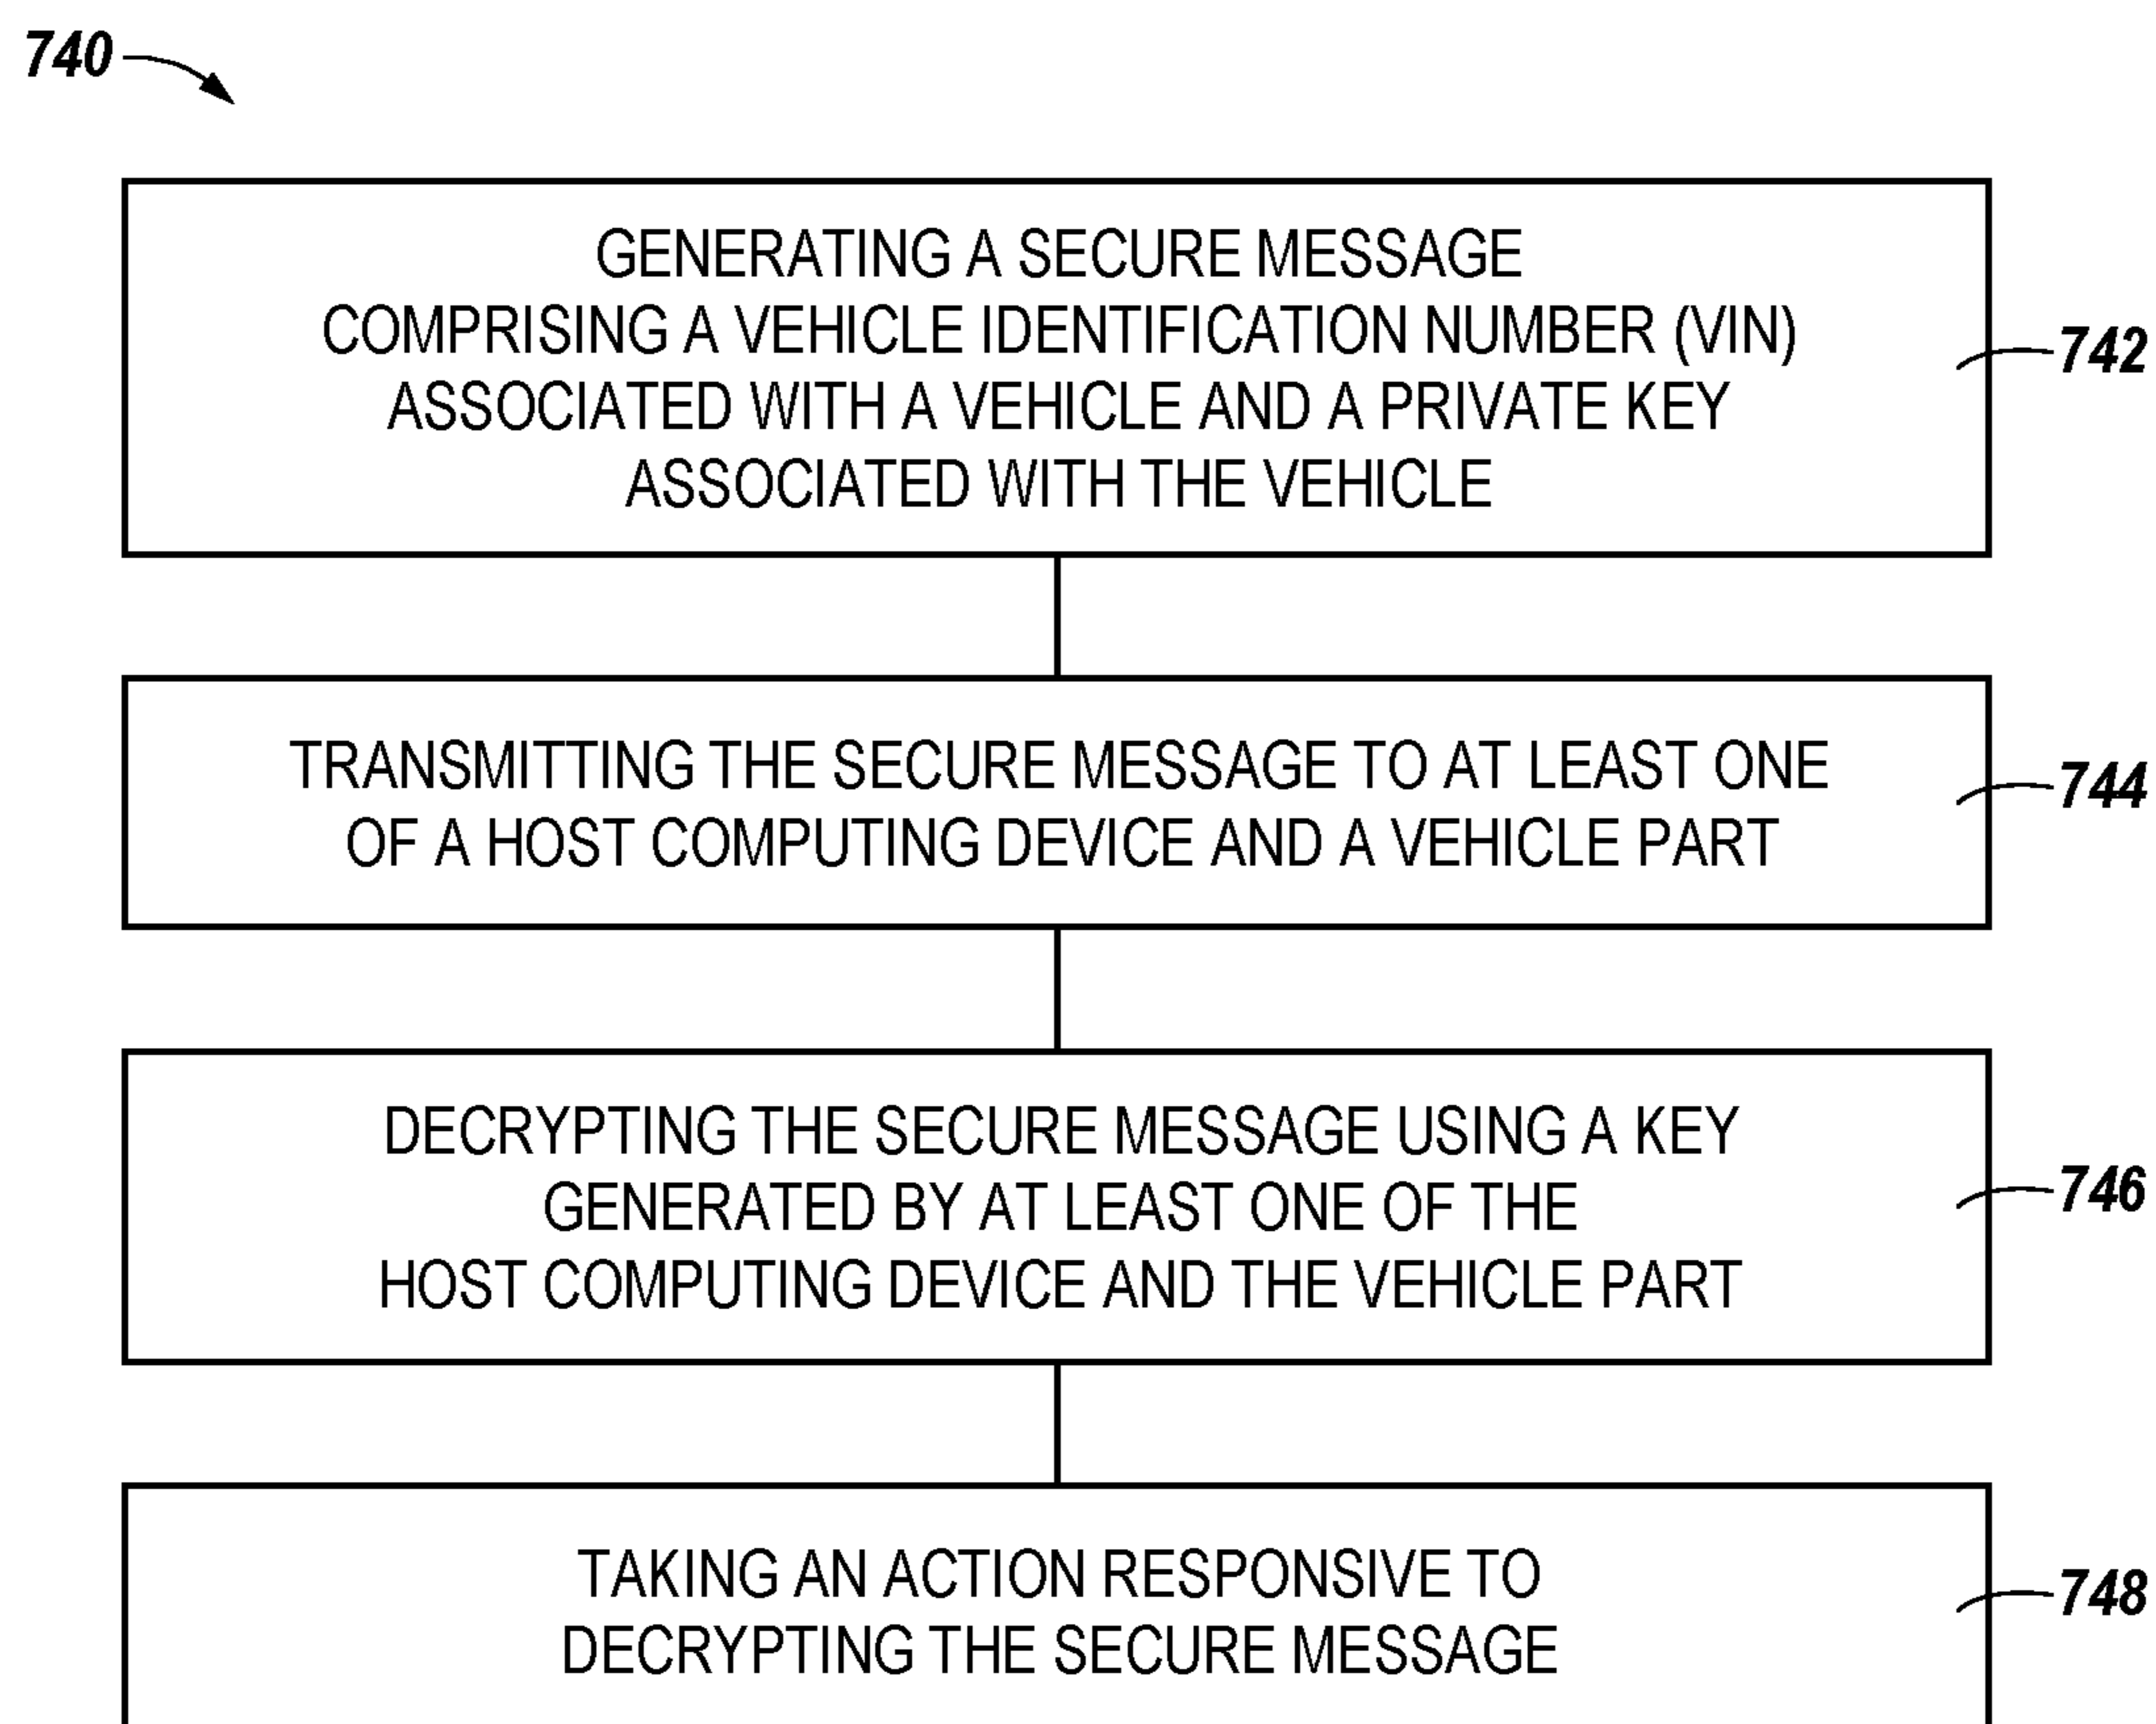 740
GENERATING A SECURE MESSAGE
COMPRISING A VEHICLE IDENTIFICATION NUMBER (VIN)
ASSOCIATED WITH A VEHICLE AND A PRIVATE KEY
ASSOCIATED WITH THE VEHICLE
742
TRANSMITTING THE SECURE MESSAGE TO AT LEAST ONE
OF A HOST COMPUTING DEVICE AND A VEHICLE PART
744
DECRYPTING THE SECURE MESSAGE USING A KEY
GENERATED BY AT LEAST ONE OF THE
HOST COMPUTING DEVICE AND THE VEHICLE PART
746
TAKING AN ACTION RESPONSIVE TO
DECRYPTING THE SECURE MESSAGE
748